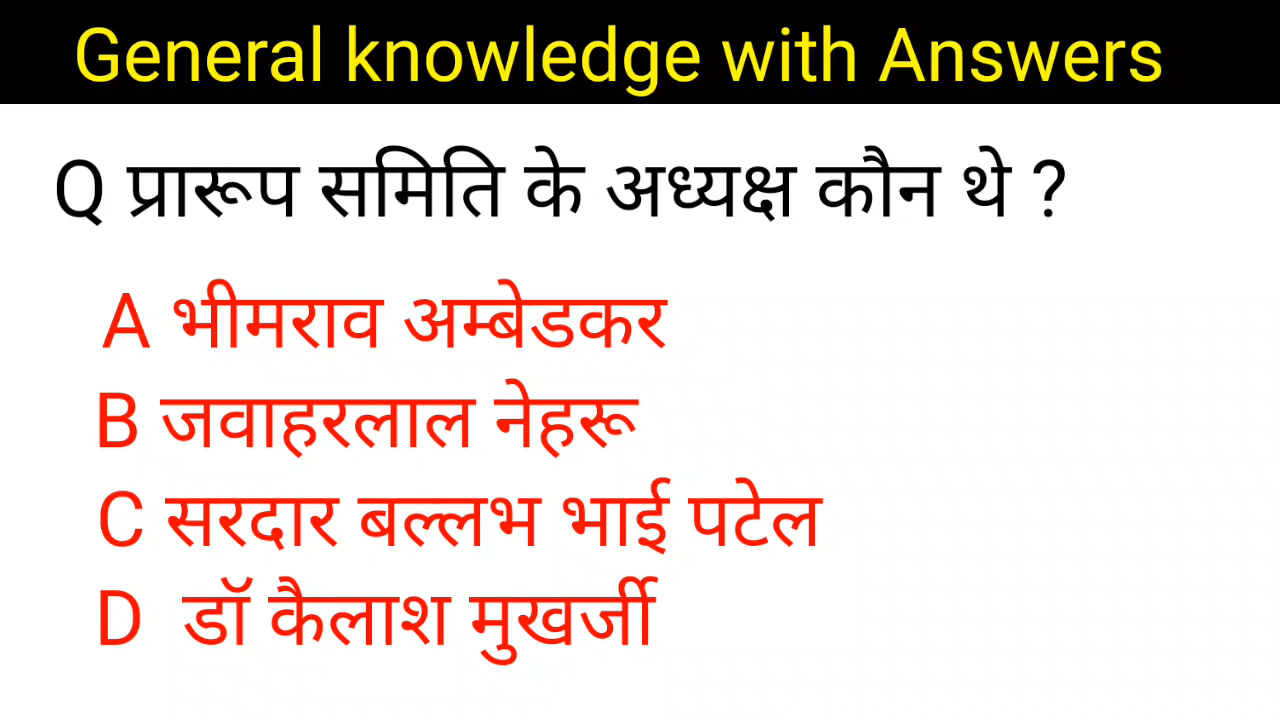 General knowledge with Answers
Q प्रारूप समिति के अध्यक्ष कौन थे ?
A भीमराव अम्बेडकर
B जवाहरलाल नेहरू
C सरदार बल्लभ भाई पटेल
D डॉ कैलाश मुखर्जी